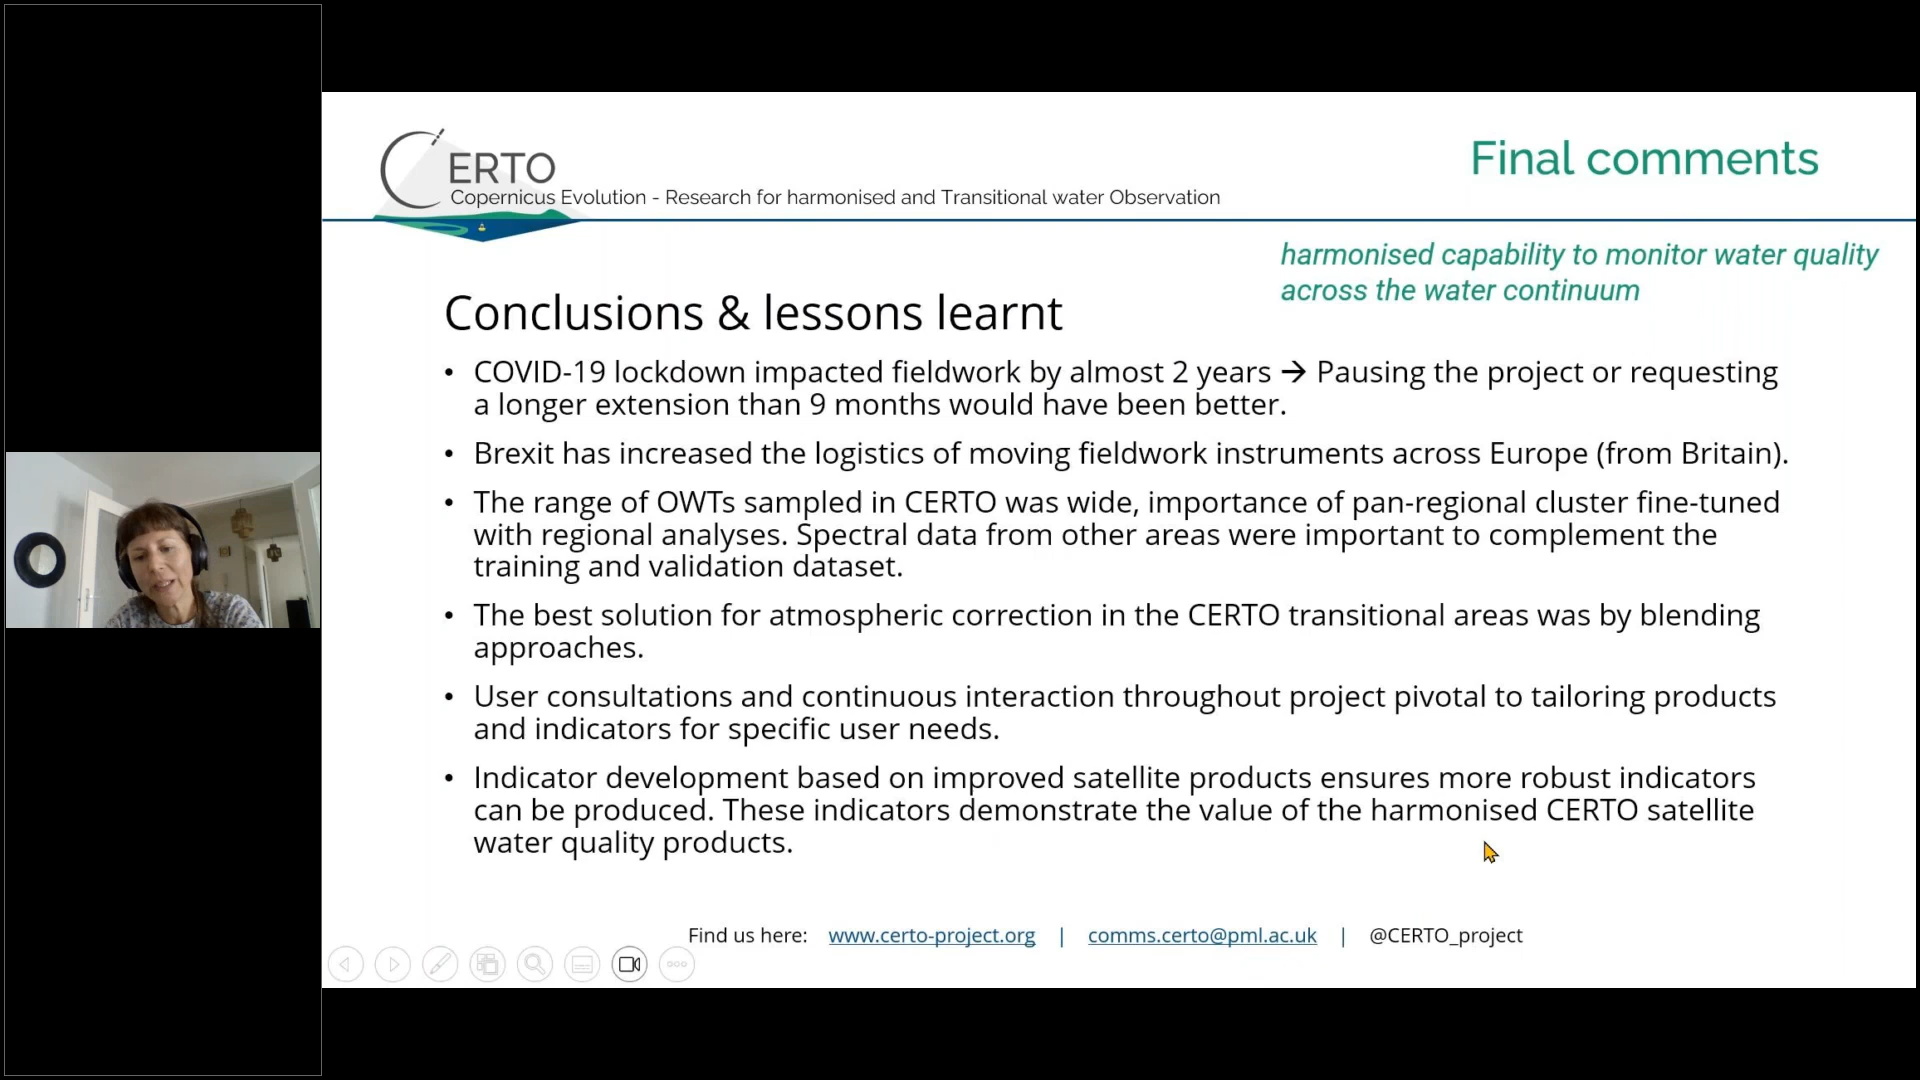 CERTO
Copernicus Evolution - Research for harmonised and Transitional water Observation
Final comments
harmonised capability to monitor water quality
across the water continuum
Conclusions & lessons learnt
• COVID-19 lockdown impacted fieldwork by almost 2 years → Pausing the project or requesting
a longer extension than 9 months would have been better.
• Brexit has increased the logistics of moving fieldwork instruments across Europe (from Britain).
• The range of OWTs sampled in CERTO was wide, importance of pan-regional cluster fine-tuned
with regional analyses. Spectral data from other areas were important to complement the
training and validation dataset.
• The best solution for atmospheric correction in the CERTO transitional areas was by blending
approaches.
• User consultations and continuous interaction throughout project pivotal to tailoring products
and indicators for specific user needs.
• Indicator development based on improved satellite products ensures more robust indicators
can be produced. These indicators demonstrate the value of the harmonised CERTO satellite
water quality products.
Find us here: www.certo-project.org | comms.certo@pml.ac.uk | @CERTO_project